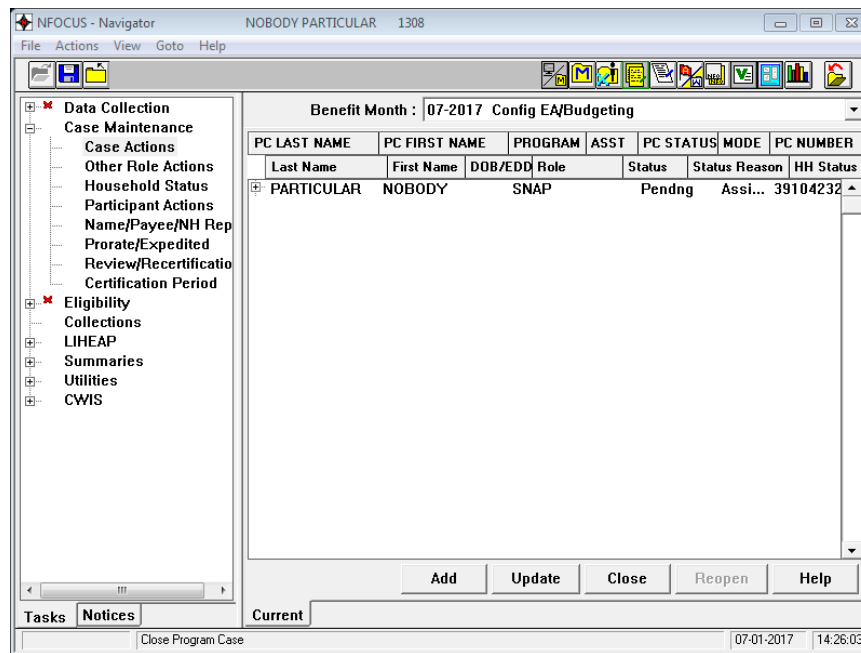 NFOCUS - Navigator NOBODY PARTICULAR 1308
File Actions View Goto Help
Data Collection
Case Maintenance
Case Actions
Other Role Actions
Household Status
Participant Actions
Name/Payee/NH Rep
Prorate/Expedited
Review/Recertificatio
Certification Period
Eligibility
Collections
LIHEAP
Summaries
Utilities
CWIS
Tasks Notices
Benefit Month : 07-2017 Config EA/Budgeting
PC LAST NAME PC FIRST NAME PROGRAM ASST PC STATUS MODE PC NUMBER
Last Name First Name DOB/EDD Role Status Status Reason HH Status
PARTICULAR NOBODY SNAP Pendng Assi... 39104232
Add Update Close Reopen Help
Current
Close Program Case 07-01-2017 14:26:03